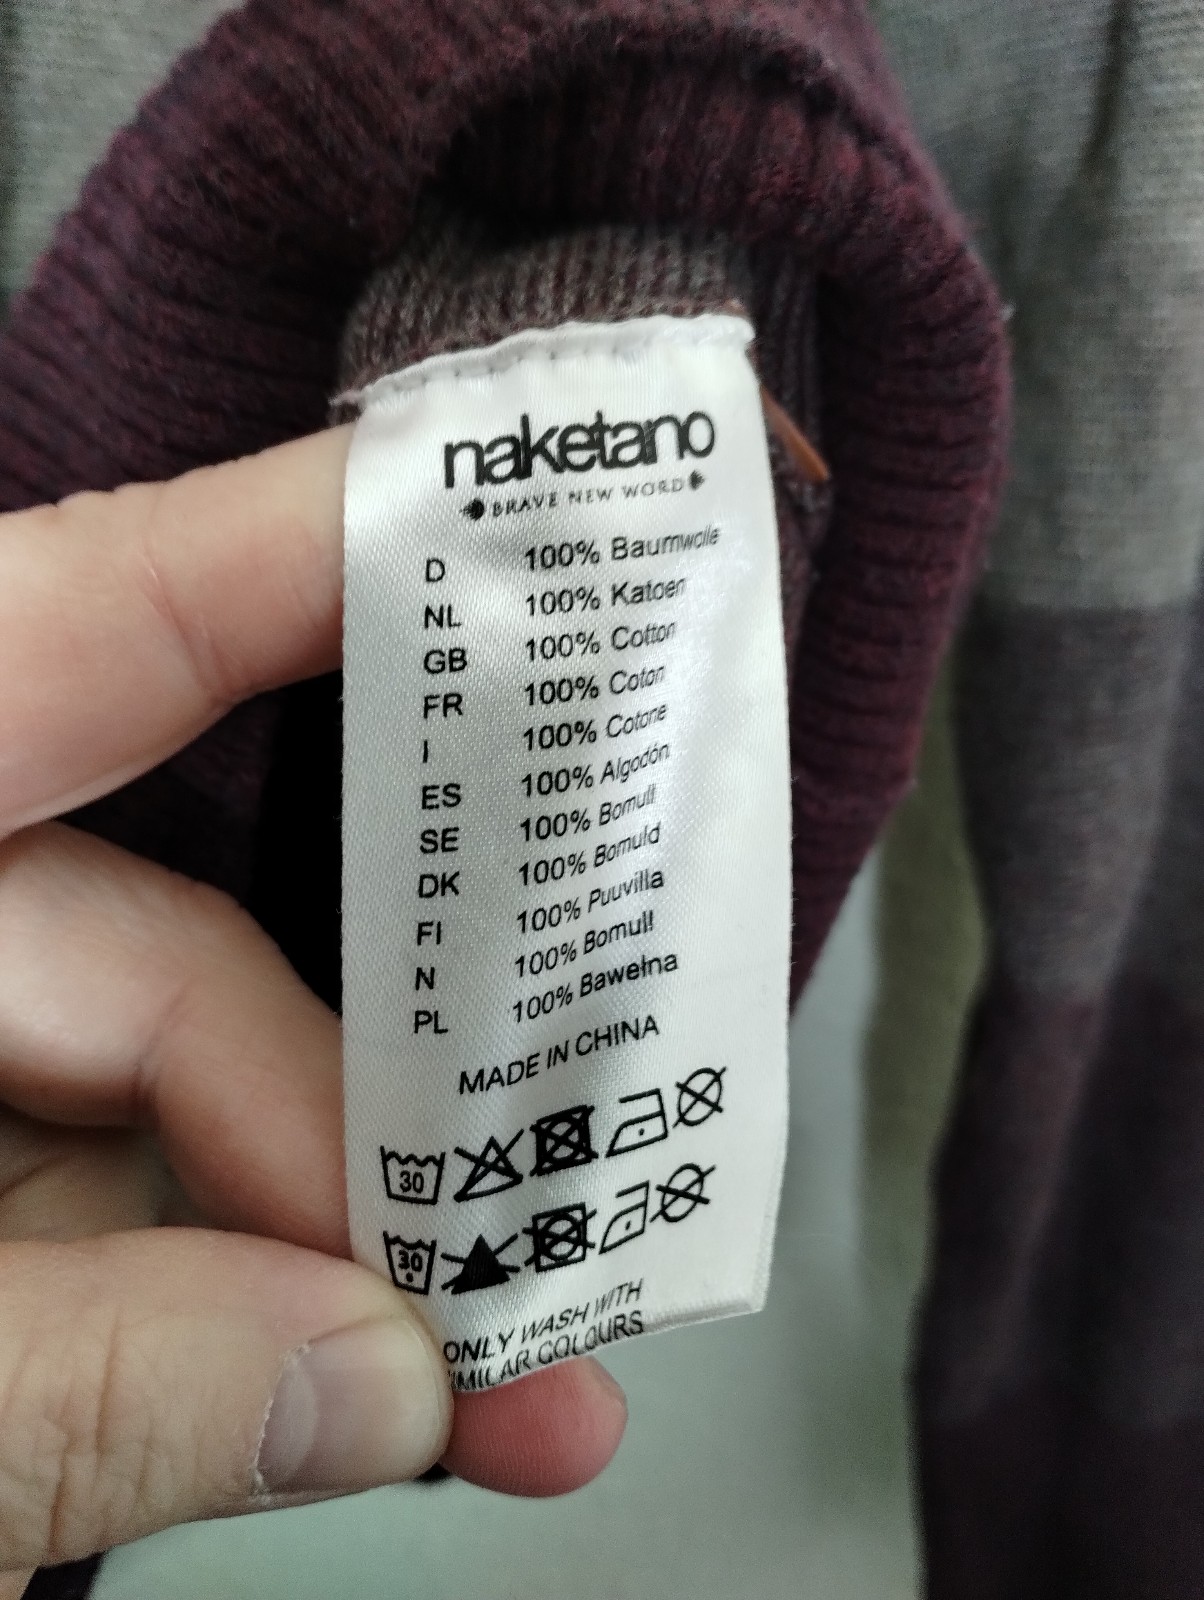 naketano
BRAVE NEW WORD
D 100% Baumwolle
NL 100% Katoen
GB 100% Cotton
FR 100% Coton
I 100% Cotone
ES 100% Algodón
SE 100% Bomull
DK 100% Bomuld
FI 100% Puuvilla
N 100% Bomull
PL 100% Bawełna
MADE IN CHINA
30
30
ONLY WASH WITH
SIMILAR COLOURS